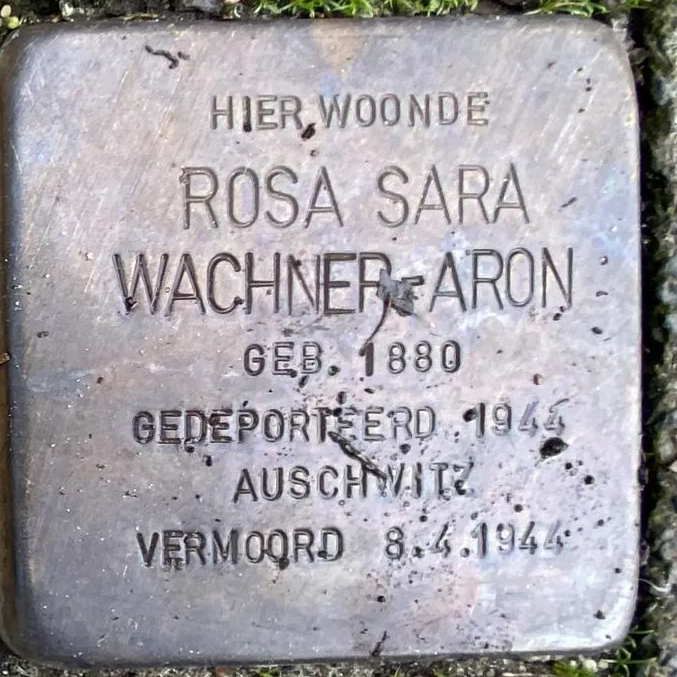 HIER WOONDE
ROSA SARA
WACHNER-ARON
GEB. 1880
GEDEPORTEERD 1944
AUSCHWITZ
VERMOORD 8.4.1944